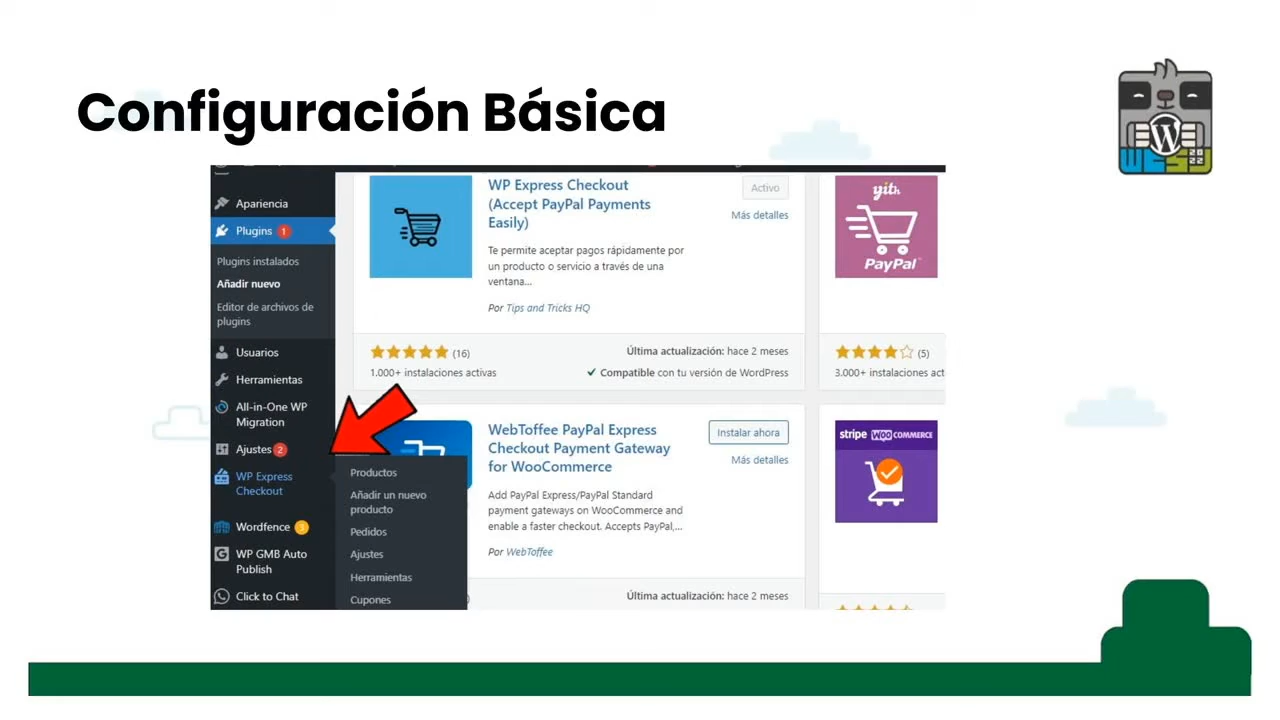 Configuración Básica
Apariencia
Plugins 1
Plugins instalados
Añadir nuevo
Editor de archivos de
plugins
Usuarios
Herramientas
All-in-One WP
Migration
Ajustes 2
WP Express
Checkout
Wordfence 3
WP GMB Auto
Publish
Click to Chat
Productos
Añadir un nuevo
producto
Pedidos
Ajustes
Herramientas
Cupones
WP Express Checkout
(Accept PayPal Payments
Easily)
Activo
Más detalles
Te permite aceptar pagos rápidamente por
un producto o servicio a través de una
ventana...
Por Tips and Tricks HQ
(16)
1.000+ instalaciones activas
Última actualización: hace 2 meses
✔ Compatible con tu versión de WordPress
WebToffee PayPal Express
Checkout Payment Gateway
for WooCommerce
Instalar ahora
Más detalles
Add PayPal Express/PayPal Standard
payment gateways on WooCommerce and
enable a faster checkout. Accepts PayPal,...
Por WebToffee
Última actualización: hace 2 meses
yith
PayPal™
(5)
3.000+ instalaciones act
stripe WOO COMMERCE
W
WCSJ
2022